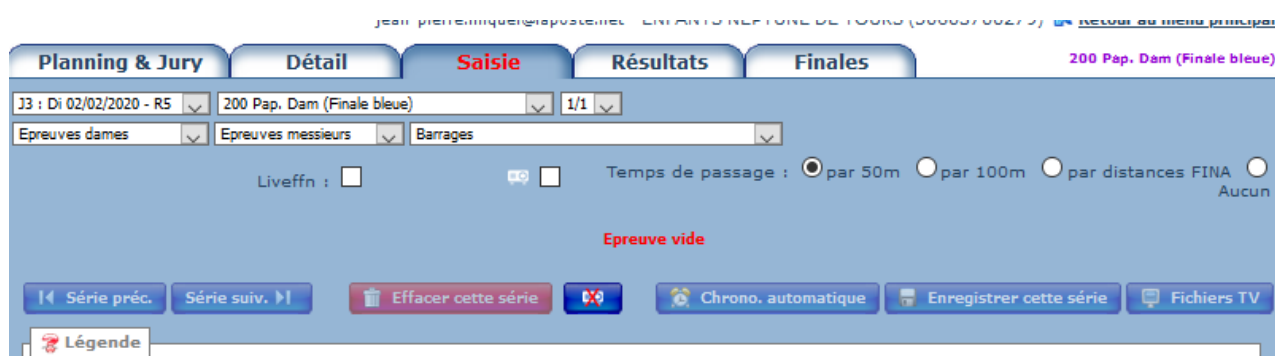 Retour au menu principal
Planning & Jury Détail Saisie Résultats Finales 200 Pap. Dam (Finale bleue)
J3 : Di 02/02/2020 - R5 200 Pap. Dam (Finale bleue) 1/1
Epreuves dames Epreuves messieurs Barrages
Liveffn : Temps de passage : par 50m par 100m par distances FINA
Aucun
Epreuve vide
Série préc. Série suiv. Effacer cette série Chrono. automatique Enregistrer cette série Fichiers TV
Légende